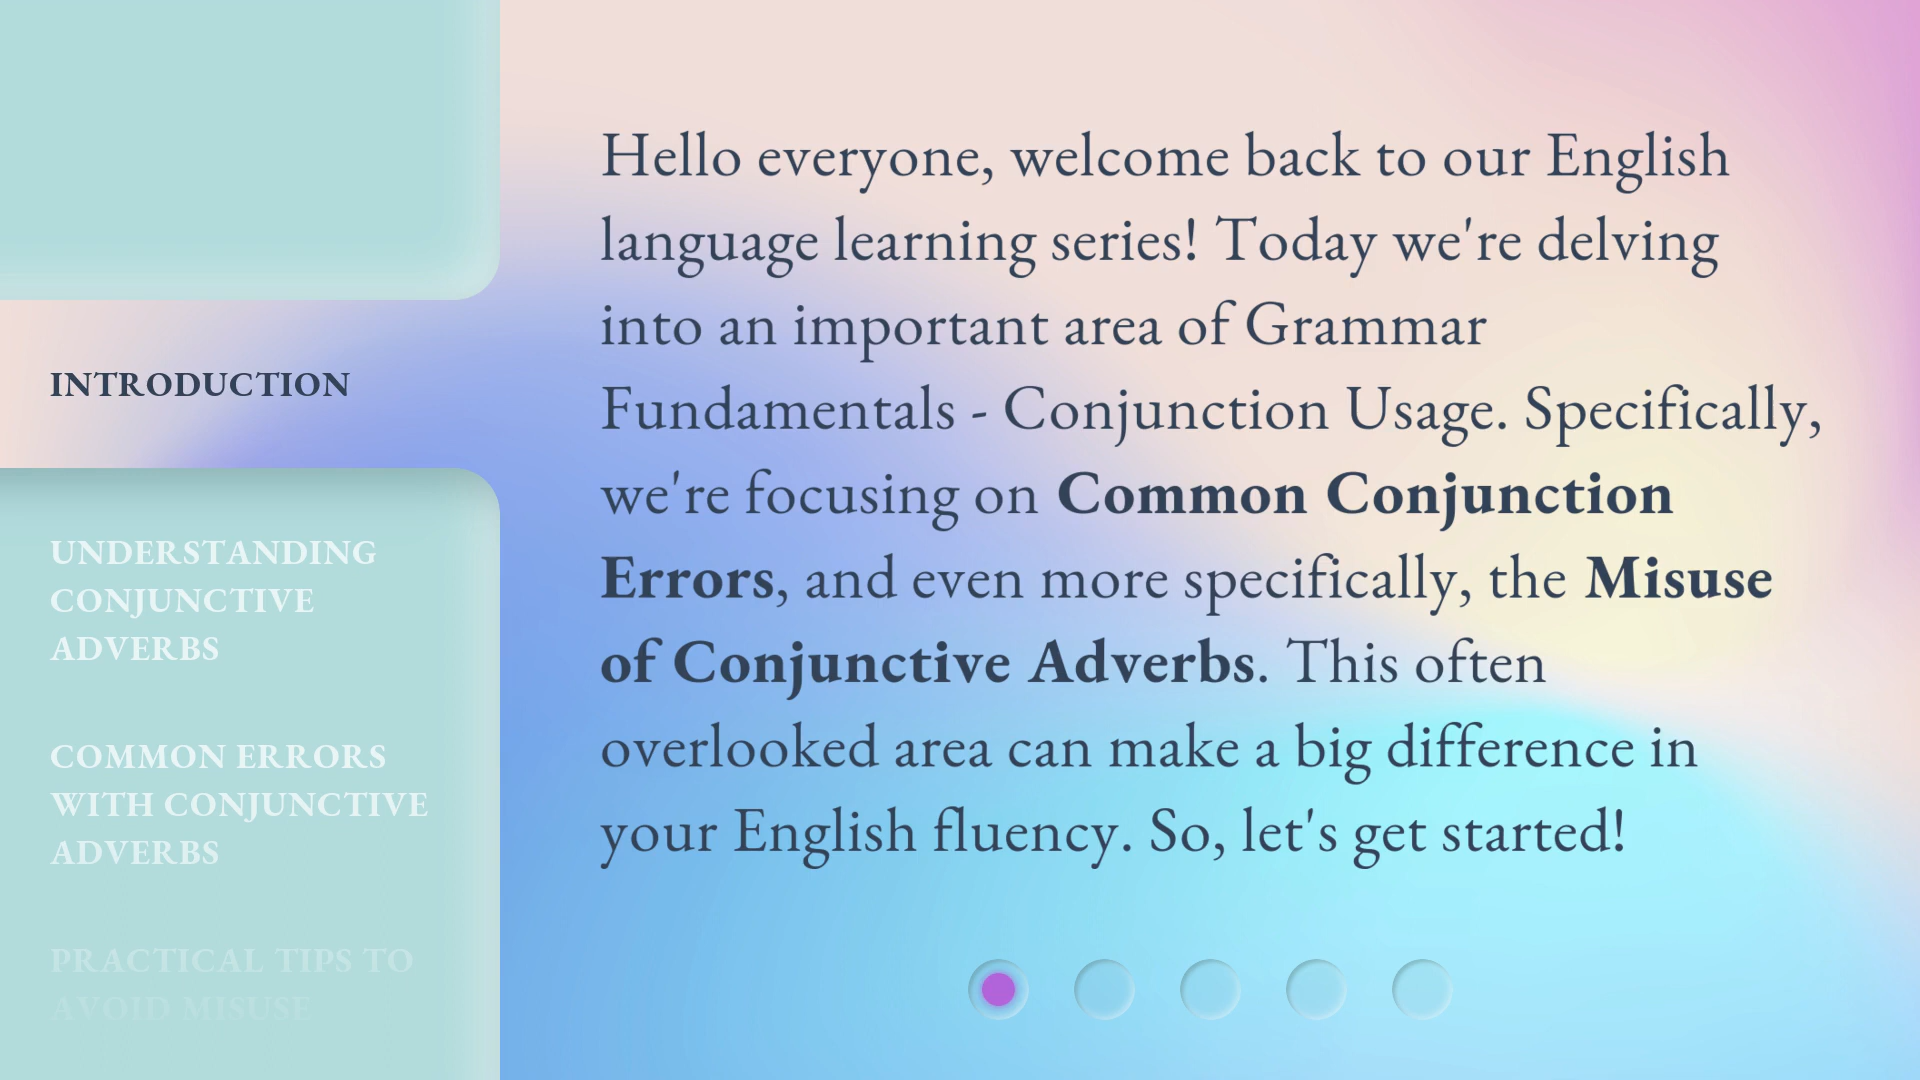 INTRODUCTION
UNDERSTANDING
CONJUNCTIVE
ADVERBS
COMMON ERRORS
WITH CONJUNCTIVE
ADVERBS
PRACTICAL TIPS TO
AVOID MISUSE
Hello everyone, welcome back to our English
language learning series! Today we're delving
into an important area of Grammar
Fundamentals - Conjunction Usage. Specifically,
we're focusing on Common Conjunction
Errors, and even more specifically, the Misuse
of Conjunctive Adverbs. This often
overlooked area can make a big difference in
your English fluency. So, let's get started!